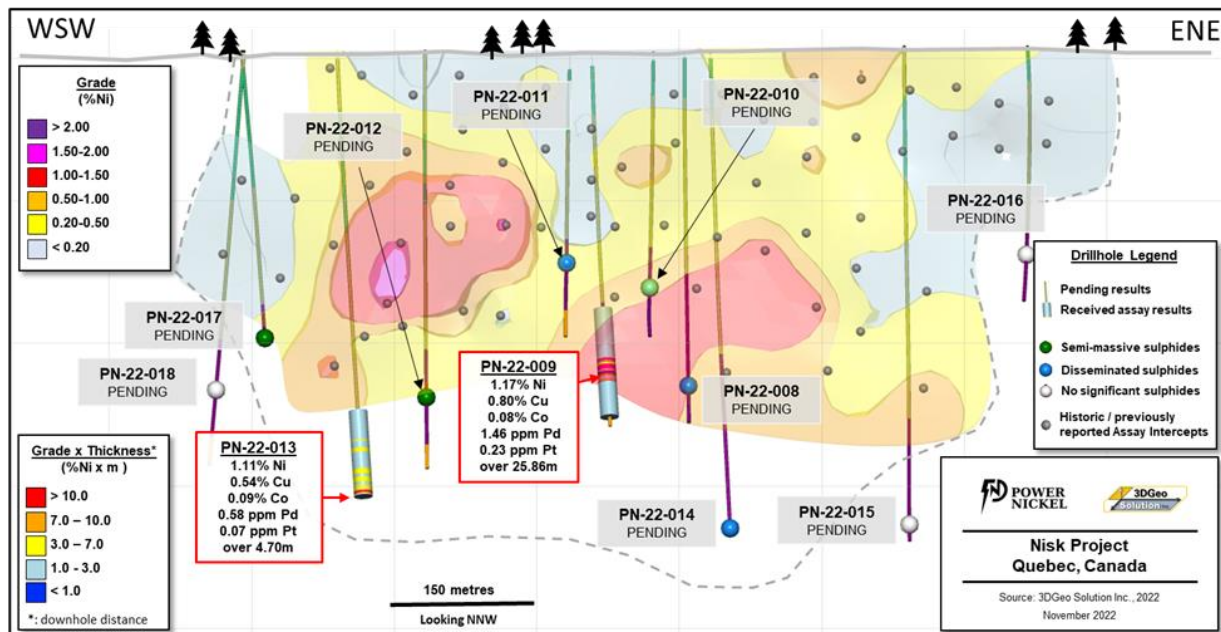 WSW
ENE
Grade
(%Ni)
> 2.00
1.50-2.00
1.00-1.50
0.50-1.00
0.20-0.50
< 0.20
PN-22-012
PENDING
PN-22-011
PENDING
PN-22-010
PENDING
PN-22-016
PENDING
Drillhole Legend
Pending results
Received assay results
Semi-massive sulphides
Disseminated sulphides
No significant sulphides
Historic / previously
reported Assay Intercepts
PN-22-017
PENDING
PN-22-018
PENDING
PN-22-009
1.17% Ni
0.80% Cu
0.08% Co
1.46 ppm Pd
0.23 ppm Pt
over 25.86m
PN-22-008
PENDING
Grade x Thickness*
(%Ni x m )
> 10.0
7.0 – 10.0
3.0 – 7.0
1.0 - 3.0
< 1.0
*: downhole distance
PN-22-013
1.11% Ni
0.54% Cu
0.09% Co
0.58 ppm Pd
0.07 ppm Pt
over 4.70m
PN-22-014
PENDING
PN-22-015
PENDING
150 metres
Looking NNW
POWER
NICKEL
3DGeo
Solution Inc.
Nisk Project
Quebec, Canada
Source: 3DGeo Solution Inc., 2022
November 2022